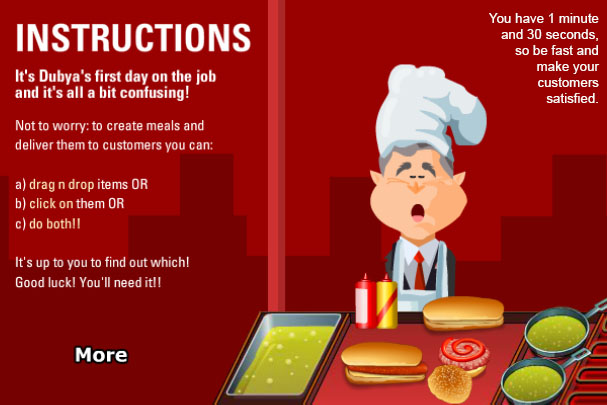 INSTRUCTIONS
It's Dubya's first day on the job
and it's all a bit confusing!
Not to worry: to create meals and
deliver them to customers you can:
a) drag n drop items OR
b) click on them OR
c) do both!!
It's up to you to find out which!
Good luck! You'll need it!!
More
You have 1 minute
and 30 seconds,
so be fast and
make your
customers
satisfied.